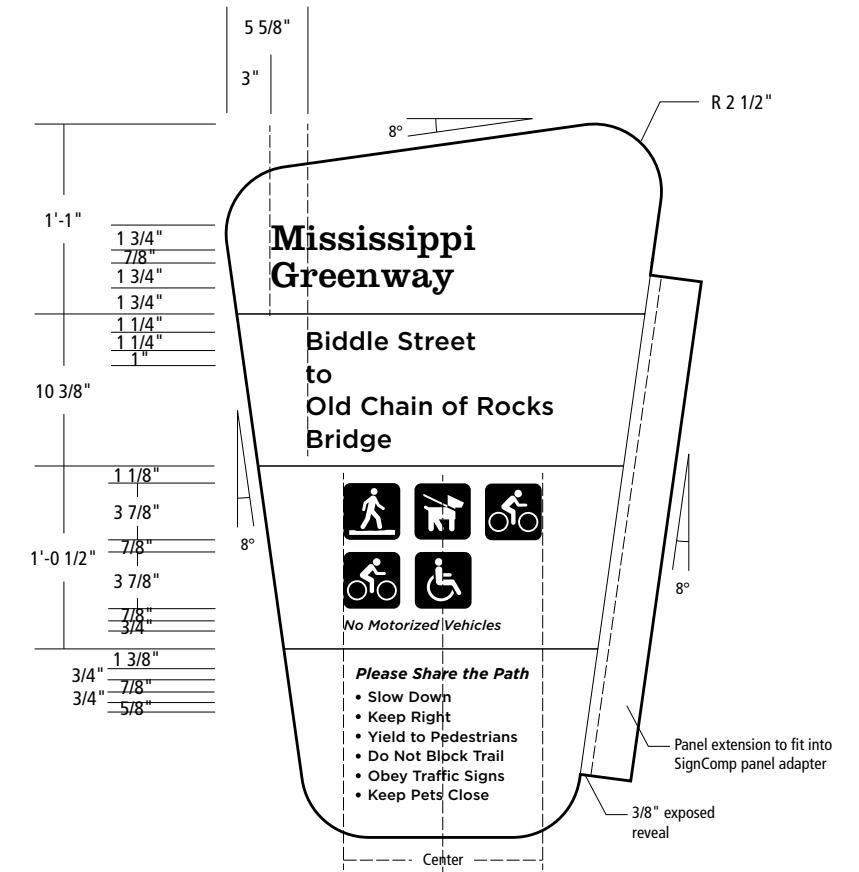 5 5/8"
3"
R 2 1/2"
8°
1'-1"
1 3/4"
7/8"
1 3/4"
1 3/4"
Mississippi
Greenway
1 1/4"
1 1/4"
1"
10 3/8"
Biddle Street
to
Old Chain of Rocks
Bridge
1 1/8"
3 7/8"
7/8"
1'-0 1/2"
3 7/8"
7/8"
3/4"
8°
8°
No Motorized Vehicles
1 3/8"
3/4"
7/8"
3/4"
5/8"
Please Share the Path
• Slow Down
• Keep Right
• Yield to Pedestrians
• Do Not Block Trail
• Obey Traffic Signs
• Keep Pets Close
Panel extension to fit into
SignComp panel adapter
3/8" exposed
reveal
Center